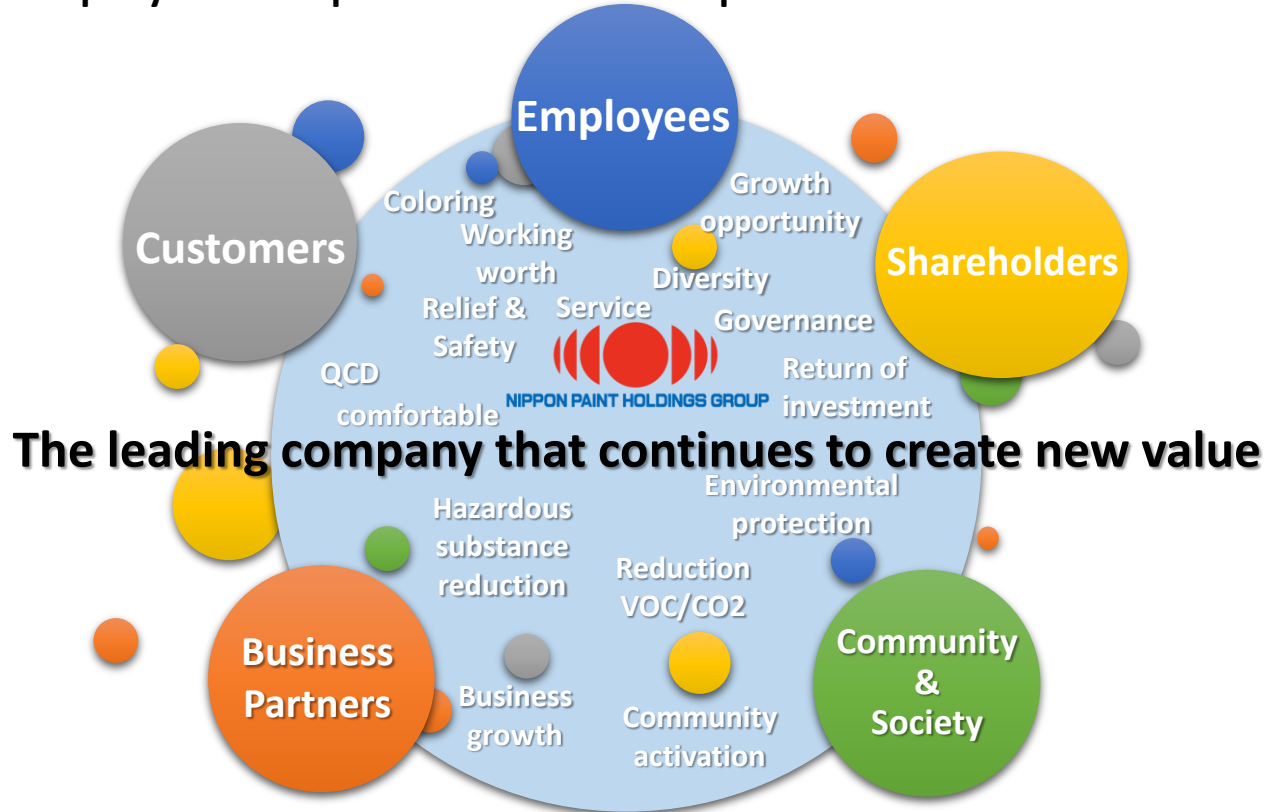 Employees
Customers
Shareholders
Coloring
Growth
opportunity
Working
worth
Diversity
Relief &
Safety
Service
Governance
QCD
Return of
investment
comfortable
NIPPON PAINT HOLDINGS GROUP
The leading company that continues to create new value
Environmental
protection
Hazardous
substance
reduction
Reduction
VOC/CO2
Business
Partners
Community
&
Society
Business
growth
Community
activation